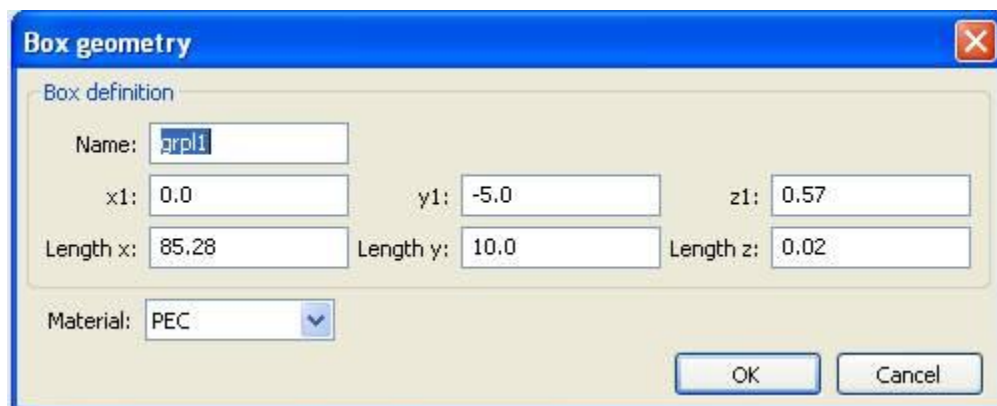 Box geometry
Box definition
Name: grpl1
x1: 0.0 y1: -5.0 z1: 0.57
Length x: 85.28 Length y: 10.0 Length z: 0.02
Material: PEC
OK Cancel